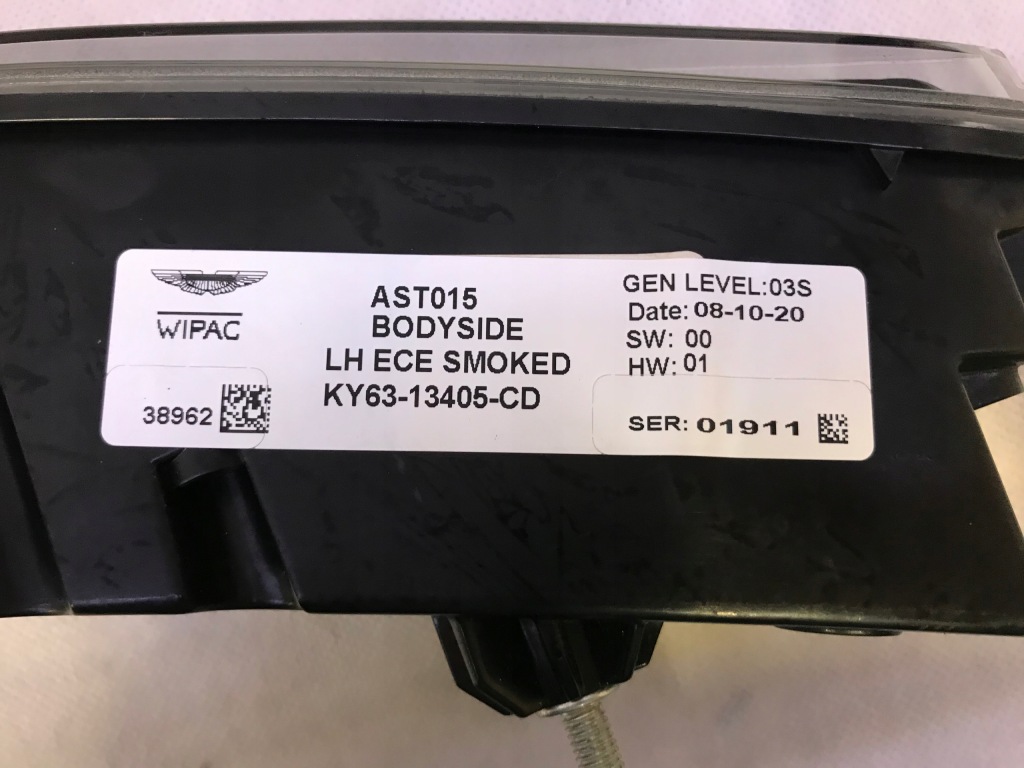 WIPAC
38962
AST015
BODYSIDE
LH ECE SMOKED
KY63-13405-CD
GEN LEVEL:03S
Date: 08-10-20
SW: 00
HW: 01
SER: 01911